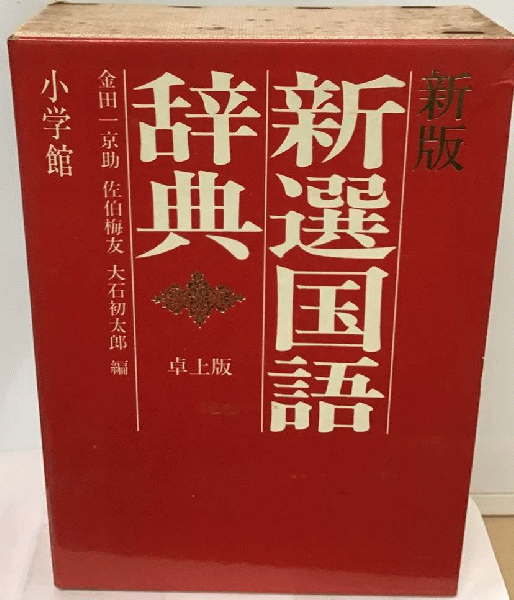 新版
新選国語
辞典
卓上版
金田一京助 佐伯梅友 大石初太郎 編
小学館